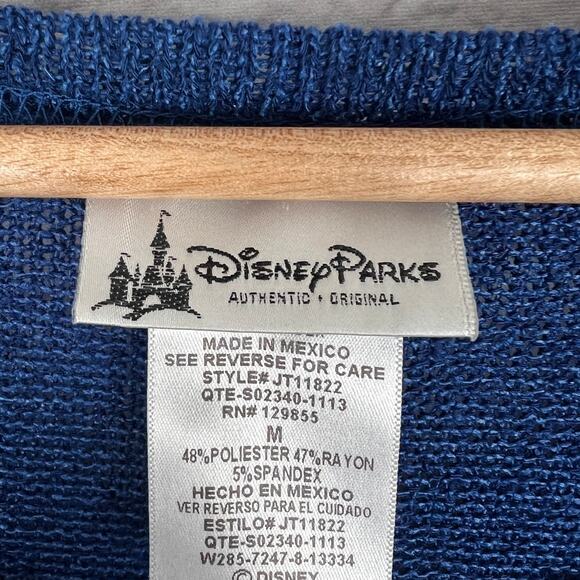 Disney Parks
AUTHENTIC • ORIGINAL
MADE IN MEXICO
SEE REVERSE FOR CARE
STYLE# JT11822
QTE-S02340-1113
RN# 129855
M
48%POLIESTER 47%RAYON
5%SPANDEX
HECHO EN MEXICO
VER REVERSO PARA EL CUIDADO
ESTILO# JT11822
QTE-S02340-1113
W285-7247-8-13334
© DISNEY